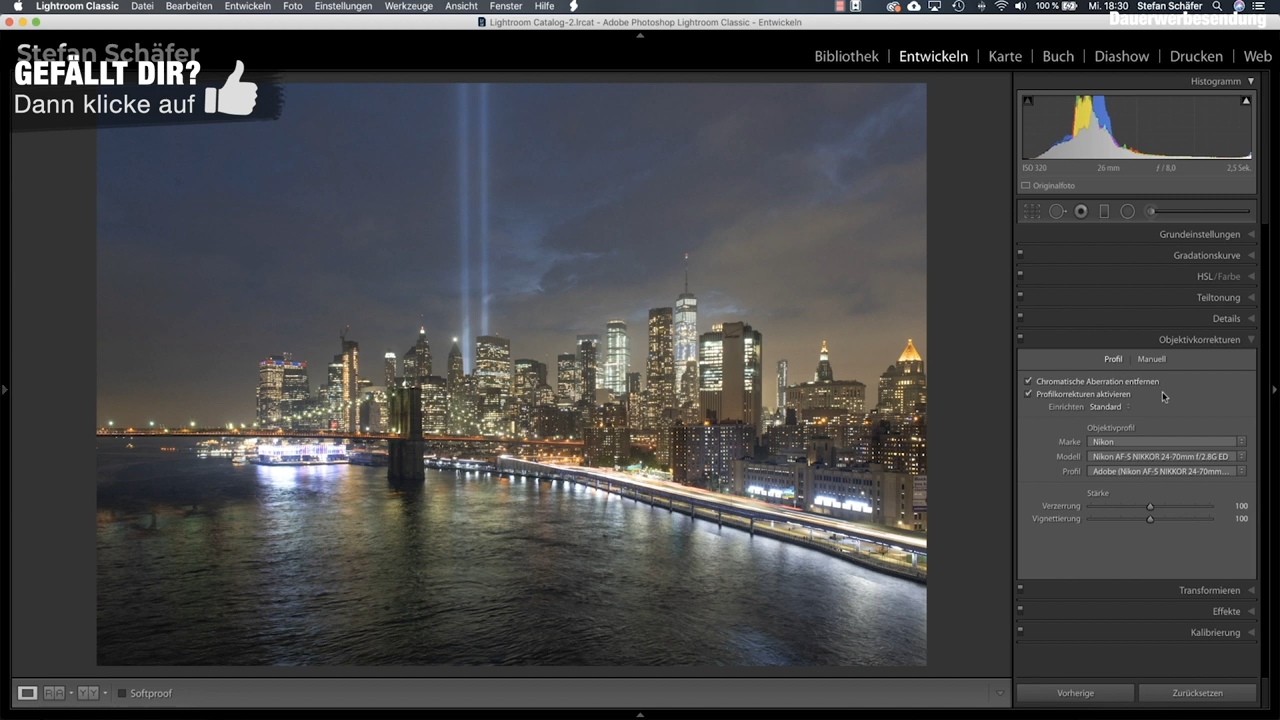 Lightroom Classic Datei Bearbeiten Entwickeln Foto Einstellungen Werkzeuge Ansicht Fenster Hilfe 100 % Mi. 18:30 Stefan Schäfer
Lightroom Catalog-2.lrcat - Adobe Photoshop Lightroom Classic - Entwickeln
Dauerwerbesendung
Stefan Schäfer
GEFÄLLT DIR?
Dann klicke auf
Bibliothek | Entwickeln | Karte | Buch | Diashow | Drucken | Web
Histogramm
ISO 320 26 mm ƒ / 8,0 2,5 Sek.
Originalfoto
Grundeinstellungen
Gradationskurve
HSL / Farbe
Teiltonung
Details
Objektivkorrekturen
Profil Manuell
Chromatische Aberration entfernen
Profilkorrekturen aktivieren
Einrichten Standard
Objektivprofil
Marke Nikon
Modell Nikon AF-S NIKKOR 24-70mm f/2.8G ED
Profil Adobe (Nikon AF-S NIKKOR 24-70mm...
Stärke
Verzerrung 100
Vignettierung 100
Transformieren
Effekte
Kalibrierung
Softproof
Vorherige Zurücksetzen